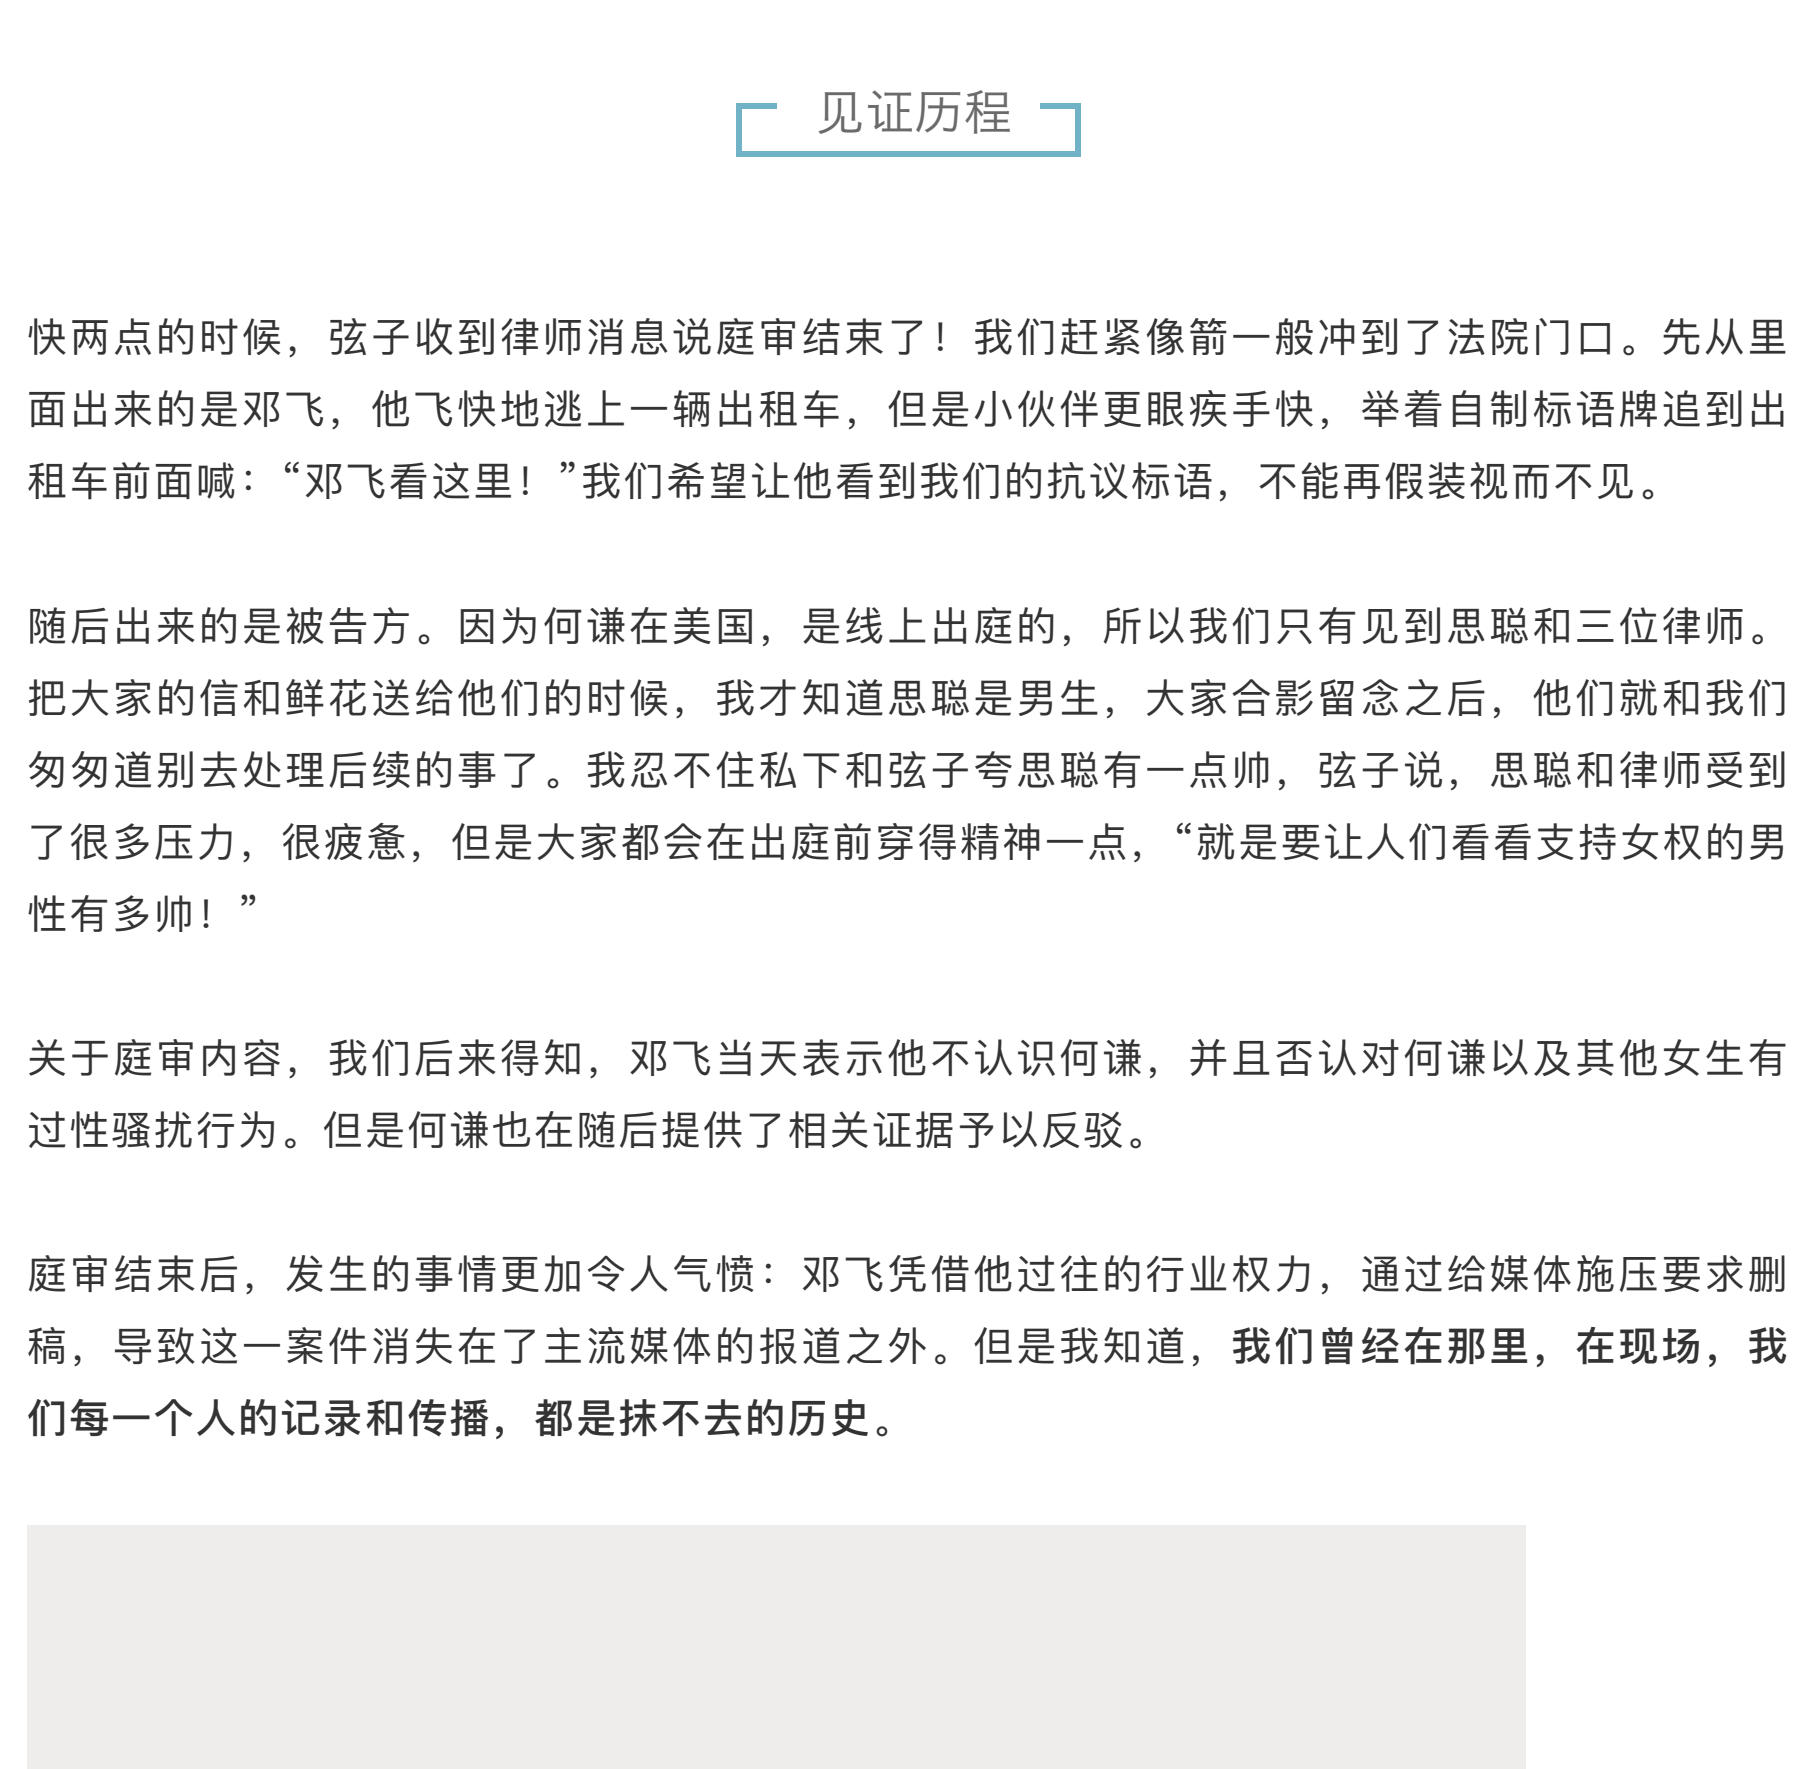 见证历程
快两点的时候，弦子收到律师消息说庭审结束了！我们赶紧像箭一般冲到了法院门口。先从里
面出来的是邓飞，他飞快地逃上一辆出租车，但是小伙伴更眼疾手快，举着自制标语牌追到出
租车前面喊：“邓飞看这里！”我们希望让他看到我们的抗议标语，不能再假装视而不见。
随后出来的是被告方。因为何谦在美国，是线上出庭的，所以我们只有见到思聪和三位律师。
把大家的信和鲜花送给他们的时候，我才知道思聪是男生，大家合影留念之后，他们就和我们
匆匆道别去处理后续的事了。我忍不住私下和弦子夸思聪有一点帅，弦子说，思聪和律师受到
了很多压力，很疲惫，但是大家都会在出庭前穿得精神一点，“就是要让人们看看支持女权的男
性有多帅！”
关于庭审内容，我们后来得知，邓飞当天表示他不认识何谦，并且否认对何谦以及其他女生有
过性骚扰行为。但是何谦也在随后提供了相关证据予以反驳。
庭审结束后，发生的事情更加令人气愤：邓飞凭借他过往的行业权力，通过给媒体施压要求删
稿，导致这一案件消失在了主流媒体的报道之外。但是我知道，我们曾经在那里，在现场，我
们每一个人的记录和传播，都是抹不去的历史。